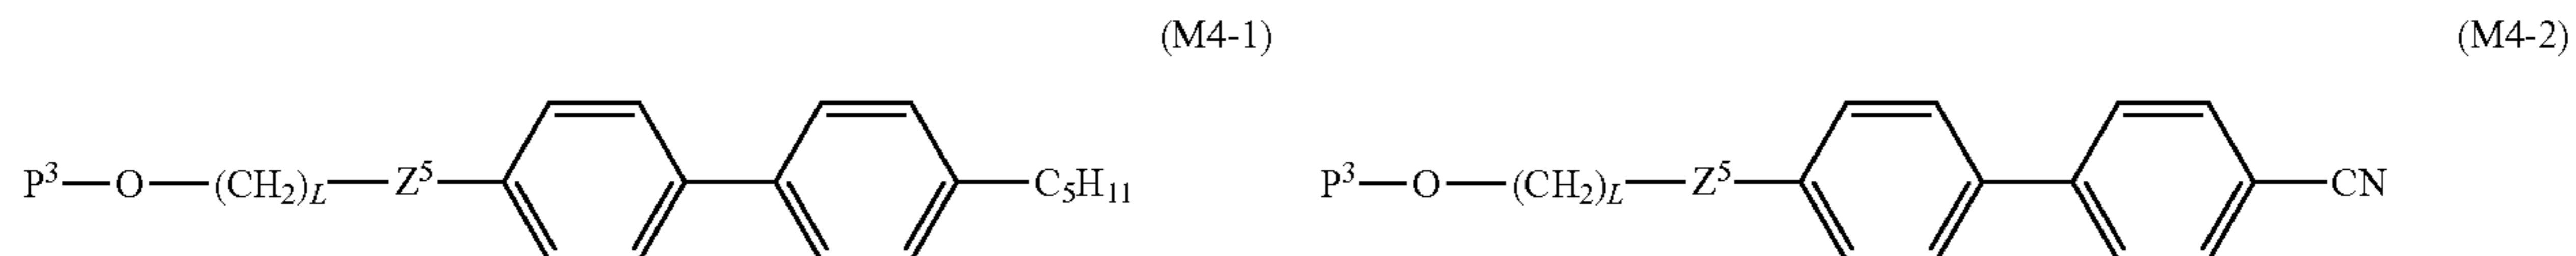 (M4-1) (M4-2)
P³—O—(CH₂)L—Z⁵ C₅H₁₁ P³—O—(CH₂)L—Z⁵ CN